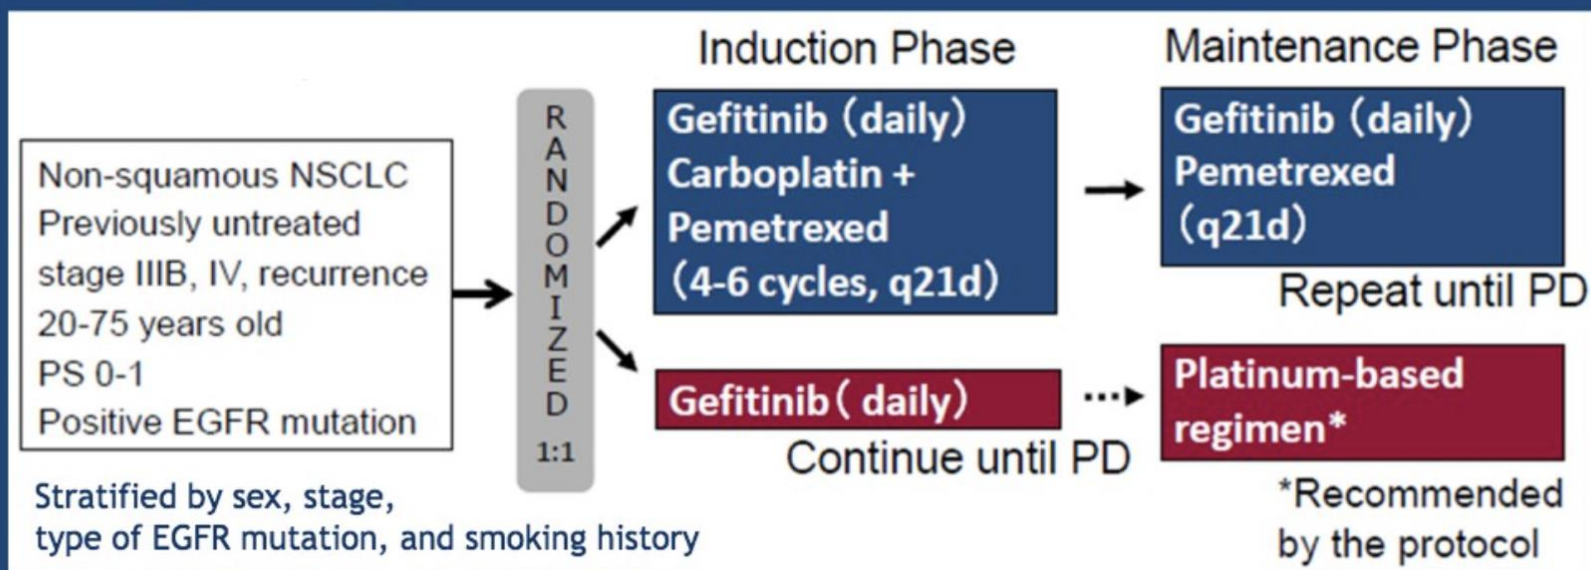 Induction Phase
Maintenance Phase
Non-squamous NSCLC
Previously untreated
stage IIIB, IV, recurrence
20-75 years old
PS 0-1
Positive EGFR mutation
Stratified by sex, stage,
type of EGFR mutation, and smoking history
RANDOMIZED
1:1
Gefitinib (daily)
Carboplatin +
Pemetrexed
(4-6 cycles, q21d)
Gefitinib (daily)
Pemetrexed
(q21d)
Repeat until PD
Gefitinib( daily)
Continue until PD
Platinum-based
regimen*
*Recommended
by the protocol